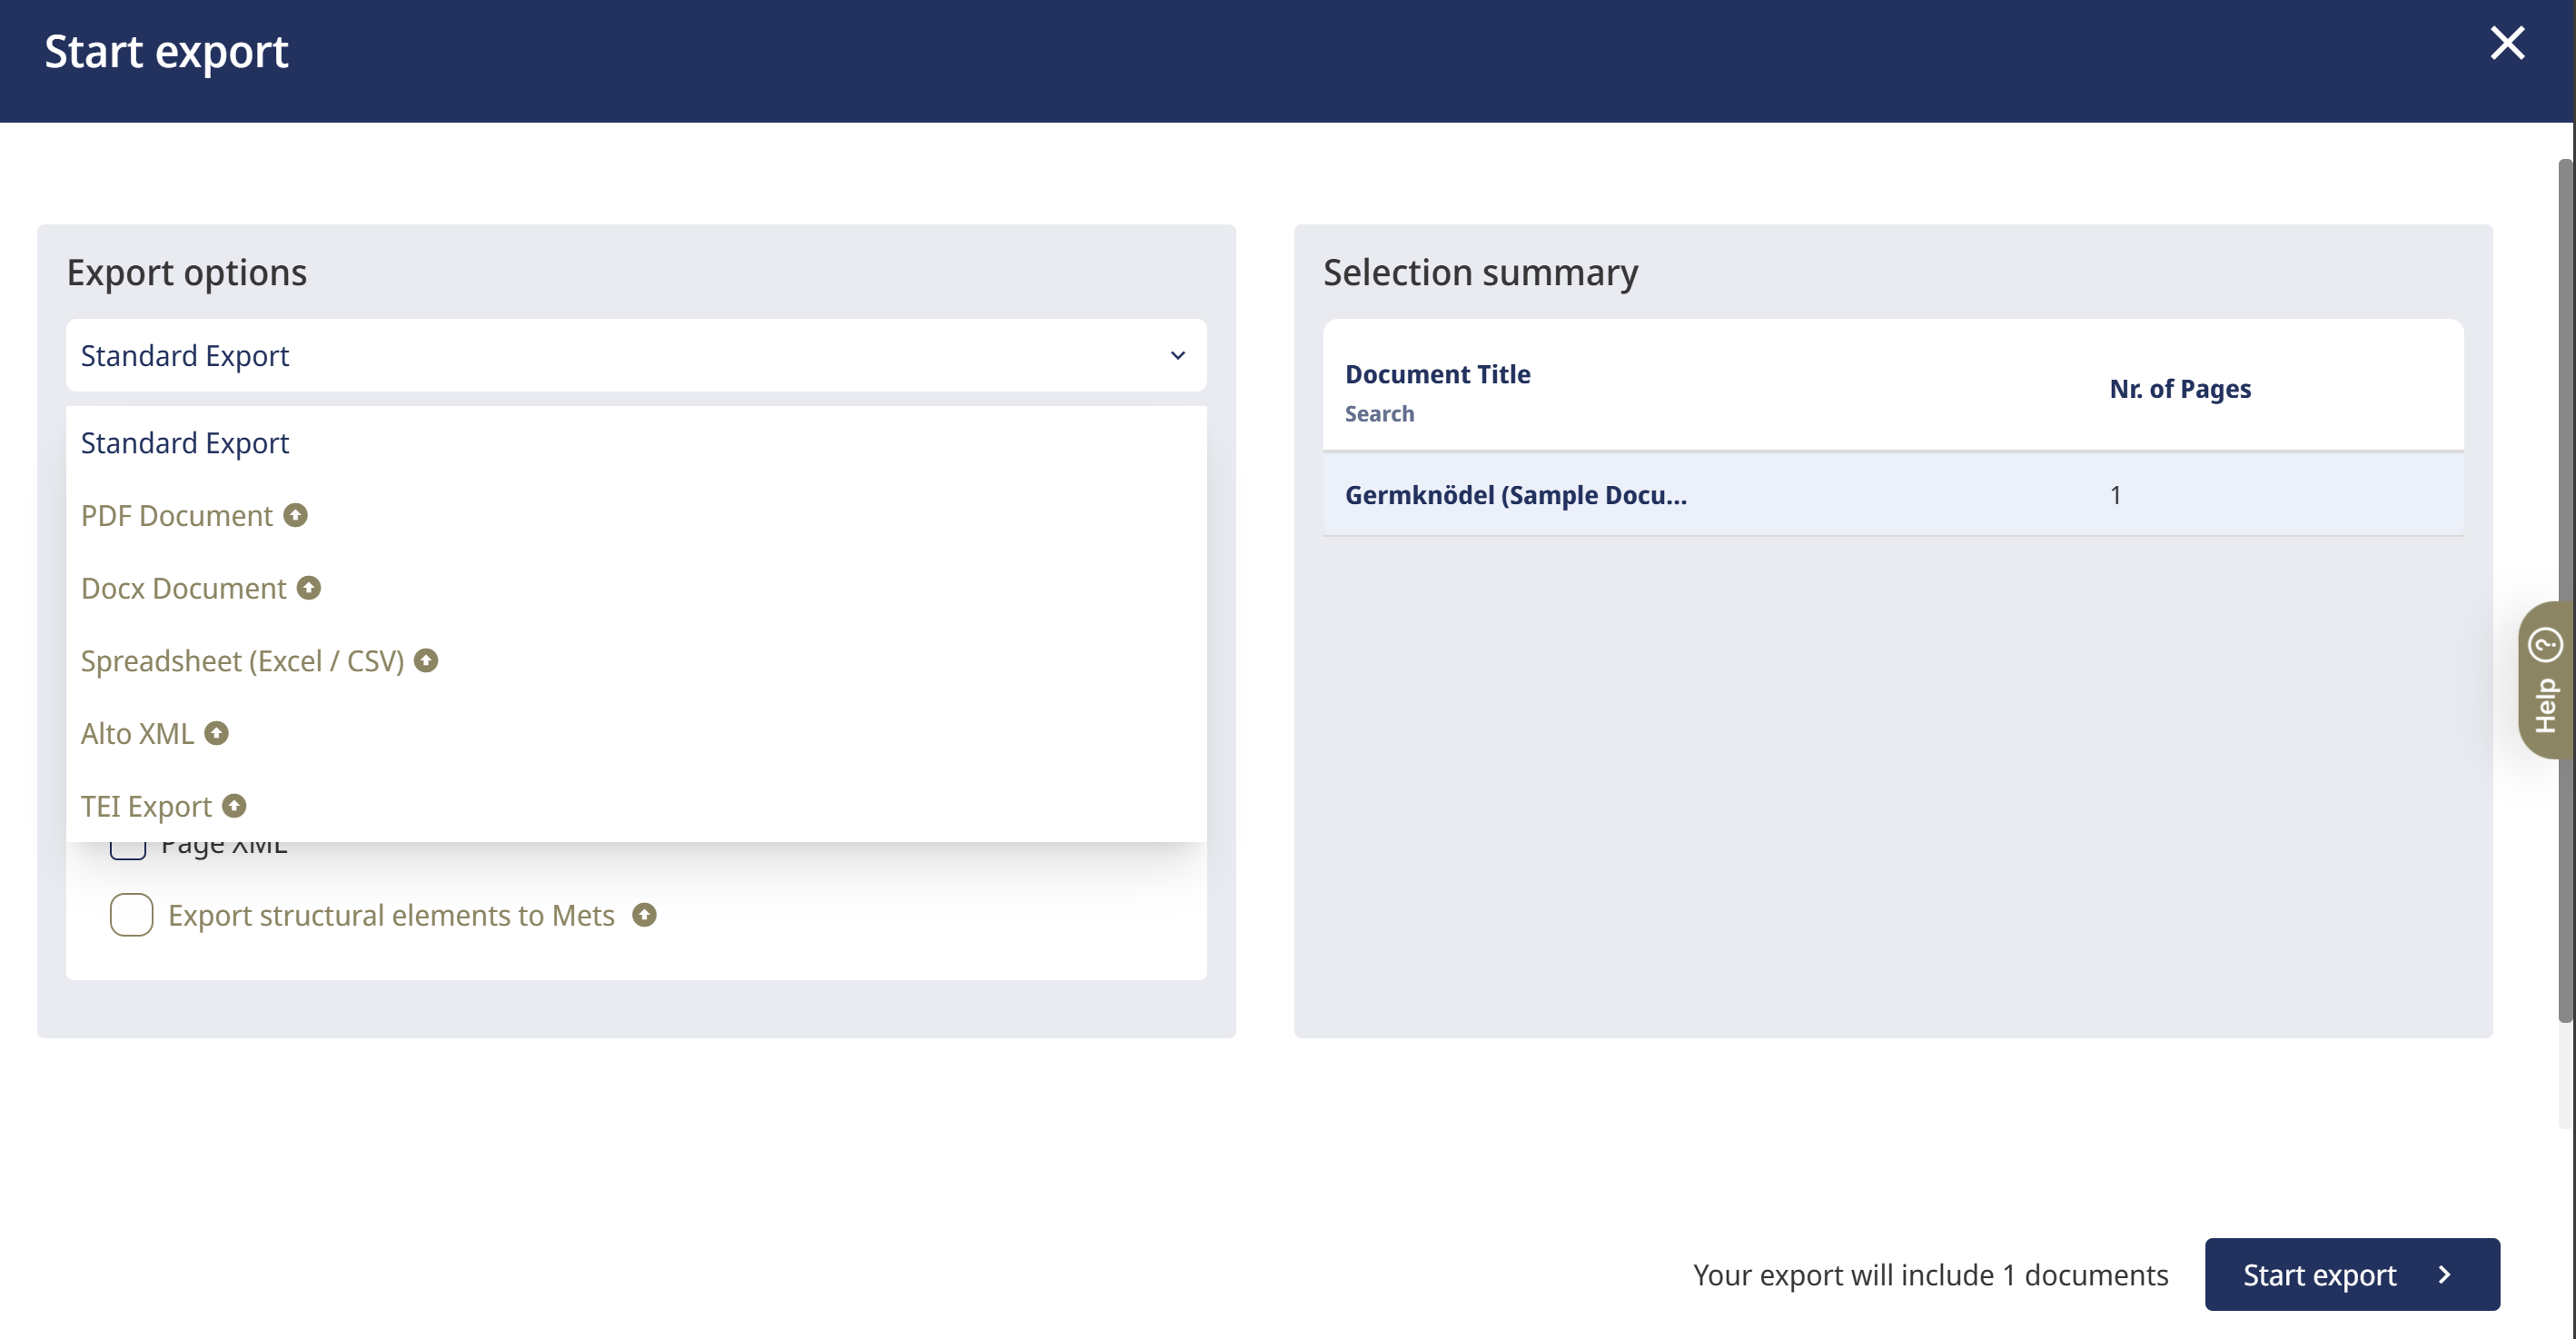 Start export
Export options
Standard Export
Standard Export
PDF Document
Docx Document
Spreadsheet (Excel / CSV)
Alto XML
TEI Export
Page XML
Export structural elements to Mets
Selection summary
Document Title
Nr. of Pages
Search
Germknödel (Sample Docu... 1
Help
Your export will include 1 documents
Start export